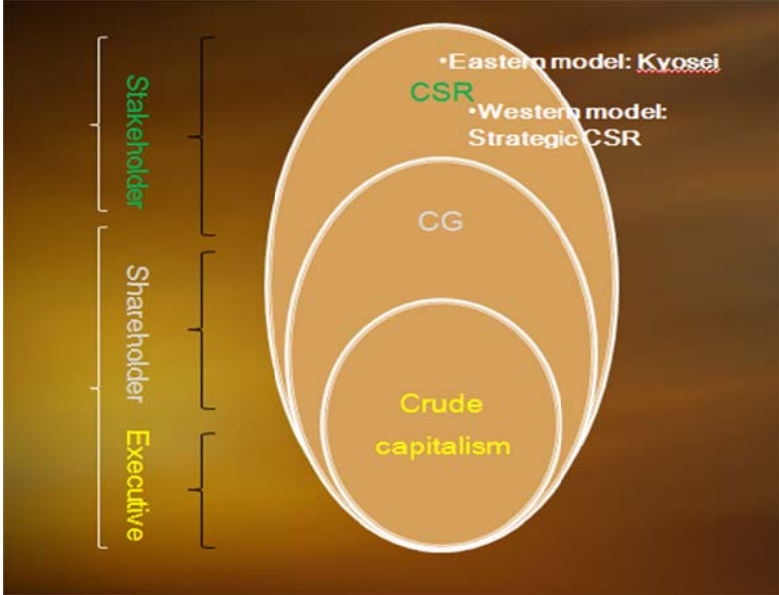 •Eastern model: Kyosei
CSR
•Western model:
Strategic CSR
CG
Crude
capitalism
Stakeholder
Shareholder
Executive